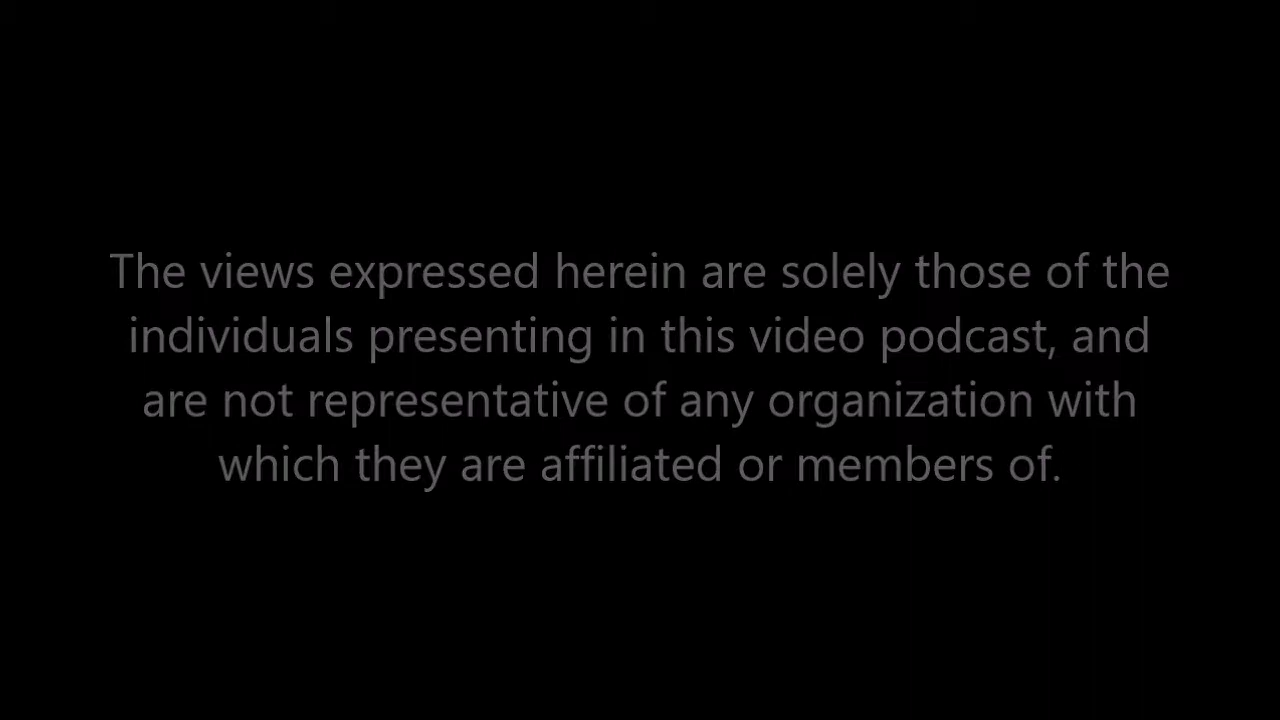 The views expressed herein are solely those of the
individuals presenting in this video podcast, and
are not representative of any organization with
which they are affiliated or members of.